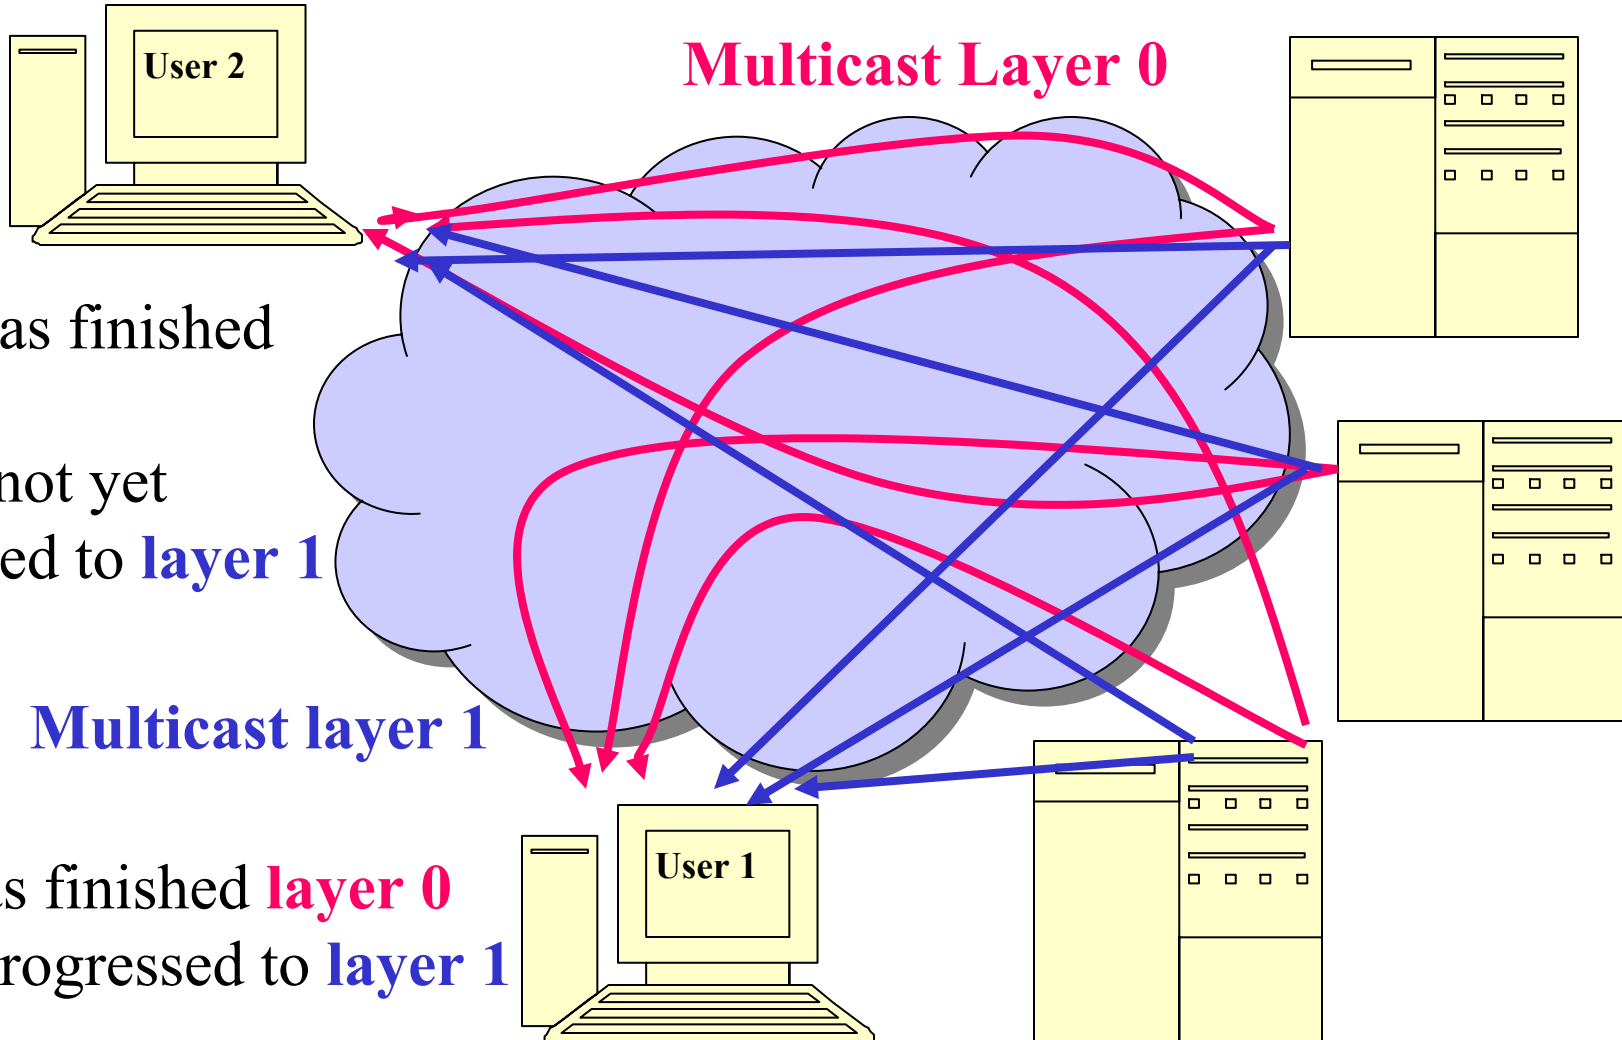 User 2
Multicast Layer 0
as finished
not yet
ed to layer 1
Multicast layer 1
s finished layer 0
rogressed to layer 1
User 1